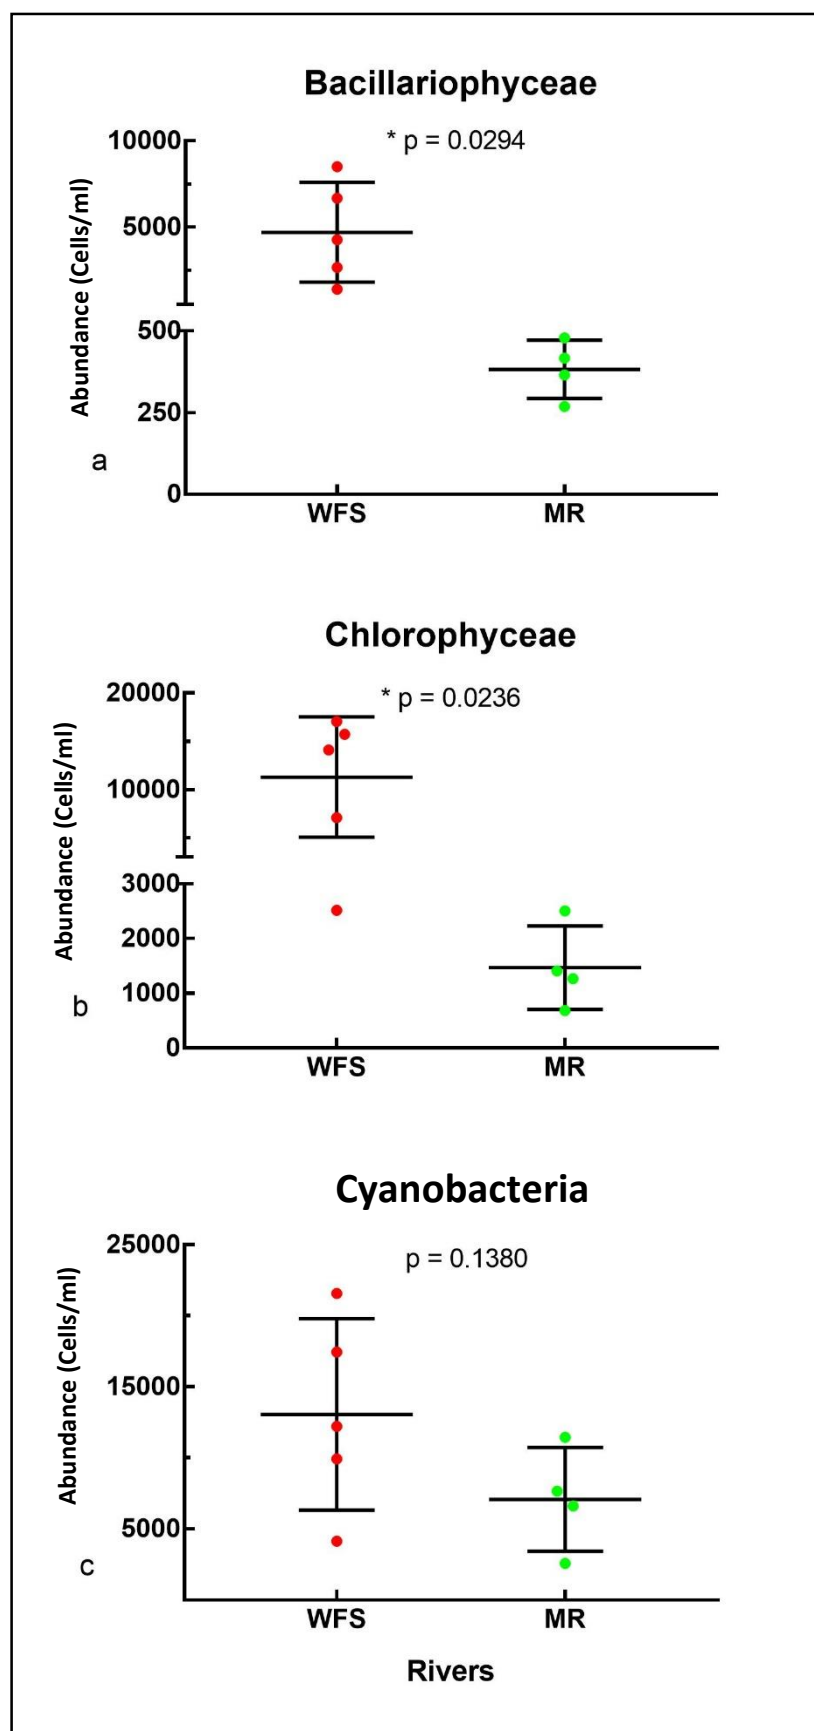 Bacillariophyceae
* p = 0.0294
Abundance (Cells/ml)
10000
5000
500
250
0
a
WFS MR
Chlorophyceae
* p = 0.0236
Abundance (Cells/ml)
20000
10000
3000
2000
1000
0
b
WFS MR
Cyanobacteria
p = 0.1380
Abundance (Cells/ml)
25000
15000
5000
c
WFS MR
Rivers